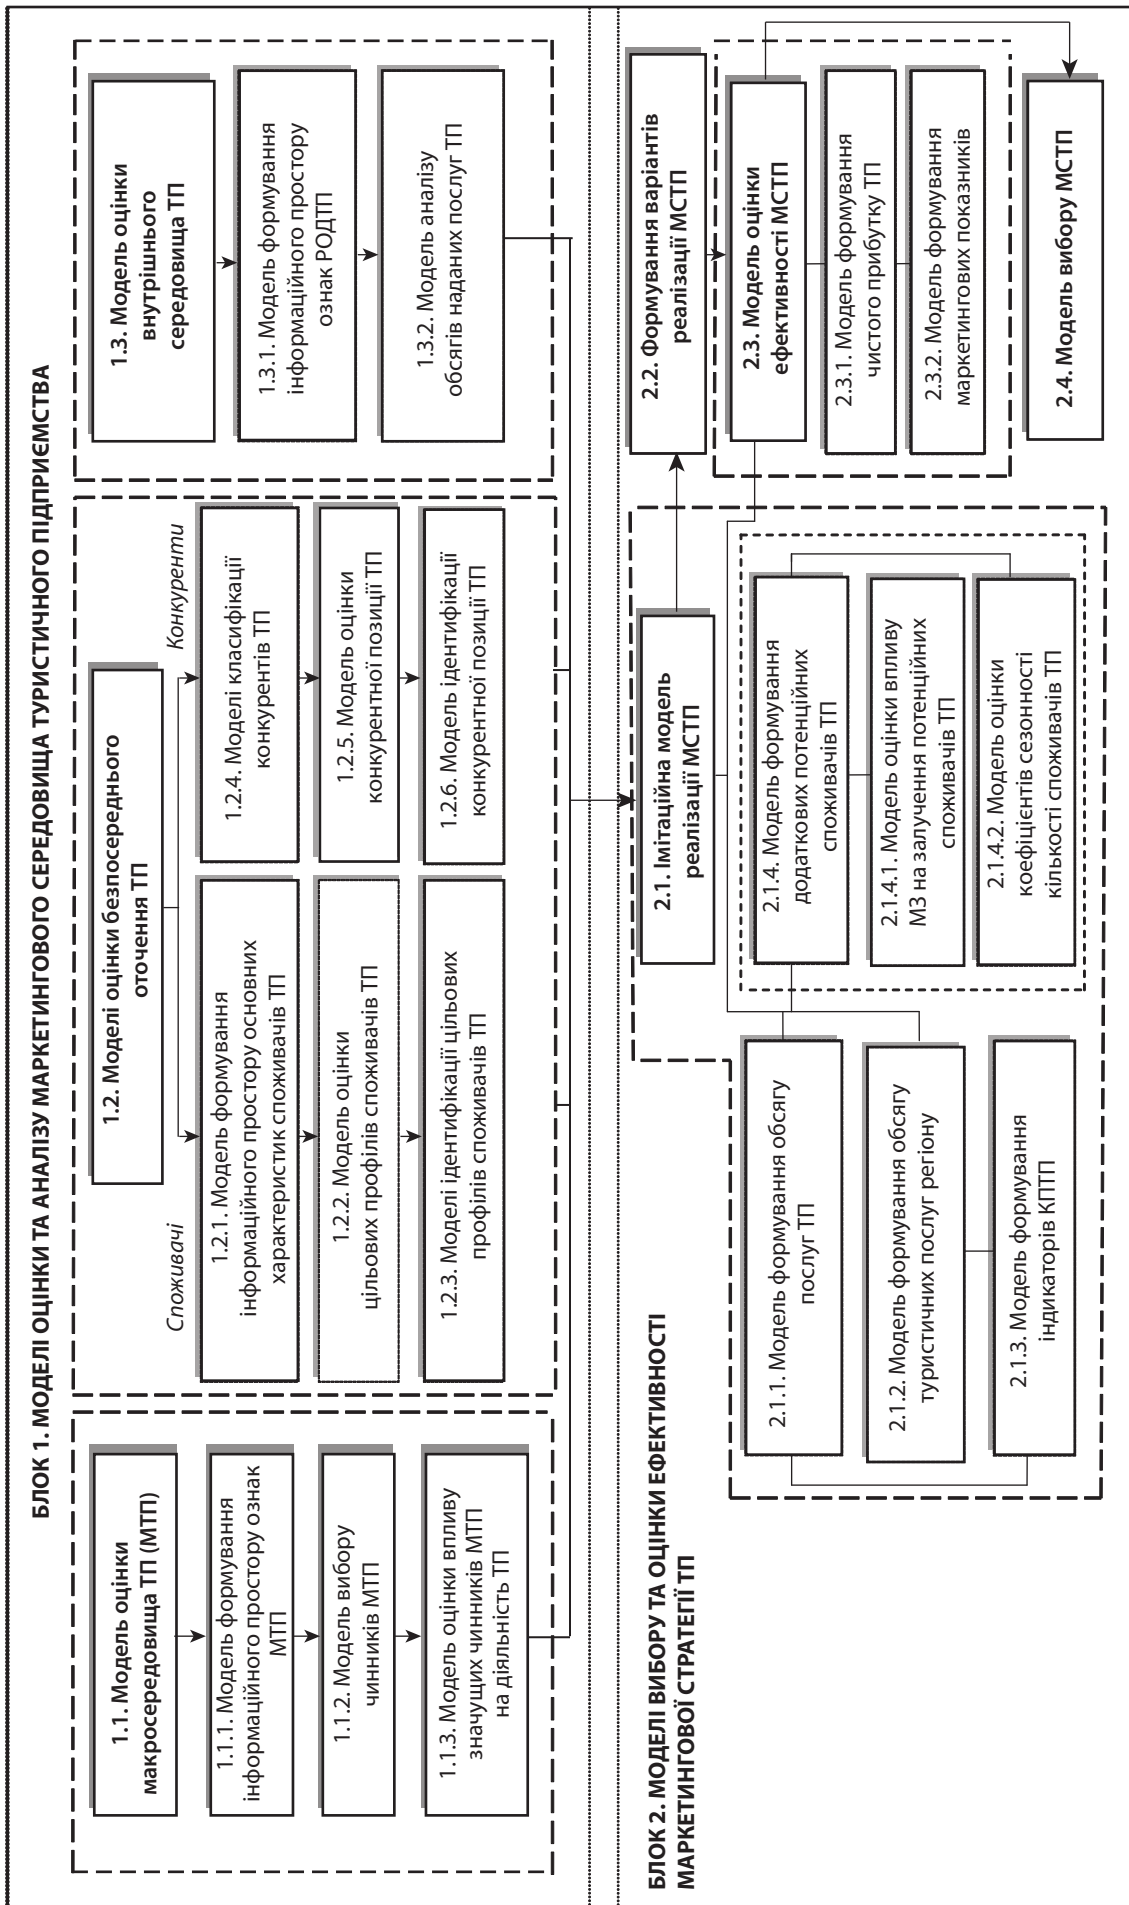 БЛОК 1. МОДЕЛІ ОЦІНКИ ТА АНАЛІЗУ МАРКЕТИНГОВОГО СЕРЕДОВИЩА ТУРИСТИЧНОГО ПІДПРИЄМСТВА
1.1. Модель оцінки
макросередовища ТП (МТП)
1.1.1. Модель формування
інформаційного простору ознак
МТП
1.1.2. Модель вибору
чинників МТП
1.1.3. Модель оцінки впливу
значущих чинників МТП
на діяльність ТП
1.2. Моделі оцінки безпосереднього
оточення ТП
Споживачі
Конкуренти
1.2.1. Модель формування
інформаційного простору основних
характеристик споживачів ТП
1.2.2. Модель оцінки
цільових профілів споживачів ТП
1.2.3. Моделі ідентифікації цільових
профілів споживачів ТП
1.2.4. Моделі класифікації
конкурентів ТП
1.2.5. Модель оцінки
конкурентної позиції ТП
1.2.6. Модель ідентифікації
конкурентної позиції ТП
1.3. Модель оцінки
внутрішнього
середовища ТП
1.3.1. Модель формування
інформаційного простору
ознак РОДТП
1.3.2. Модель аналізу
обсягів наданих послуг ТП
БЛОК 2. МОДЕЛІ ВИБОРУ ТА ОЦІНКИ ЕФЕКТИВНОСТІ
МАРКЕТИНГОВОЇ СТРАТЕГІЇ ТП
2.1. Імітаційна модель
реалізації МСТП
2.1.1. Модель формування обсягу
послуг ТП
2.1.2. Модель формування обсягу
туристичних послуг регіону
2.1.3. Модель формування
індикаторів КПТП
2.1.4. Модель формування
додаткових потенційних
споживачів ТП
2.1.4.1. Модель оцінки впливу
МЗ на залучення потенційних
споживачів ТП
2.1.4.2. Модель оцінки
коефіцієнтів сезонності
кількості споживачів ТП
2.2. Формування варіантів
реалізації МСТП
2.3. Модель оцінки
ефективності МСТП
2.3.1. Модель формування
чистого прибутку ТП
2.3.2. Модель формування
маркетингових показників
2.4. Модель вибору МСТП